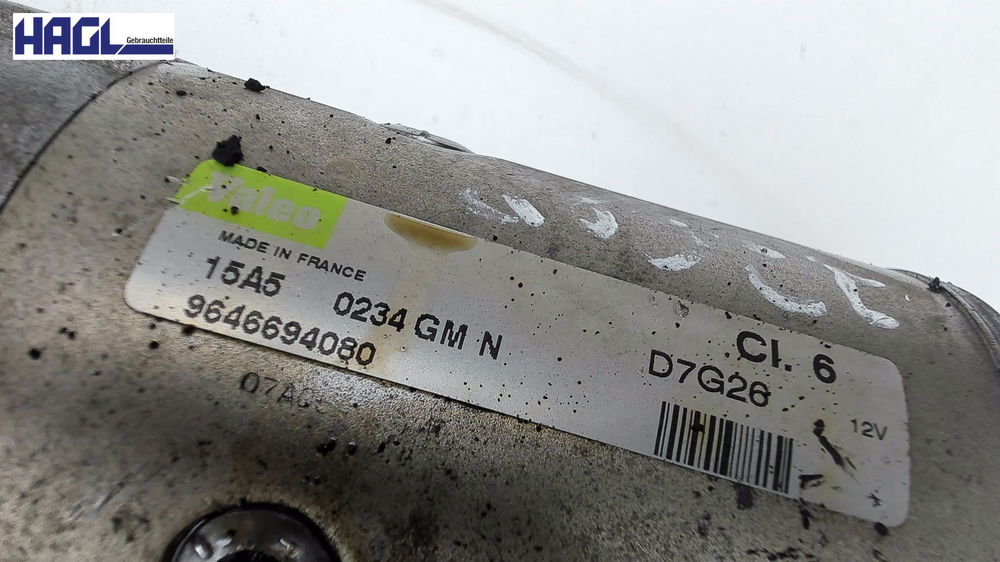 HAGL
Gebrauchtteile
Valeo
MADE IN FRANCE
15A5 0234 GM N
9646694080
Cl. 6
D7G26
12V